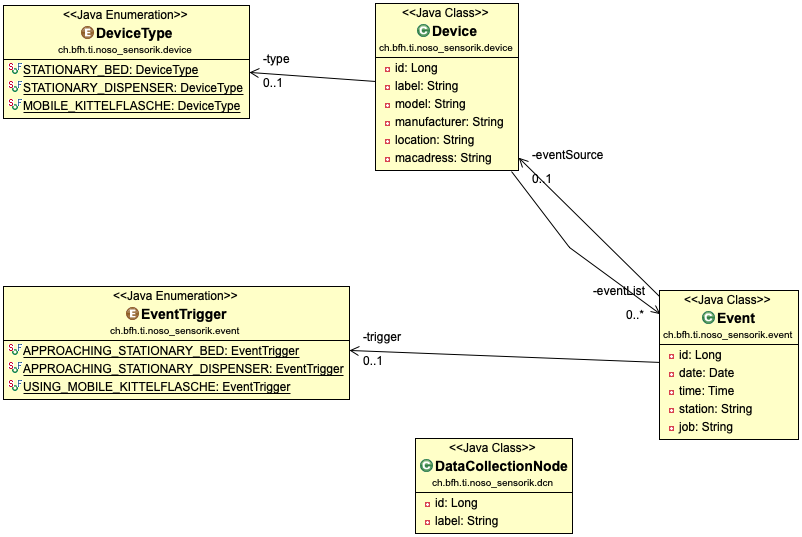 <<Java Enumeration>>
DeviceType
ch.bfh.ti.noso_sensorik.device
STATIONARY_BED: DeviceType
STATIONARY_DISPENSER: DeviceType
MOBILE_KITTELFLASCHE: DeviceType
-type
0..1
<<Java Class>>
Device
ch.bfh.ti.noso_sensorik.device
id: Long
label: String
model: String
manufacturer: String
location: String
macadress: String
-eventSource
0..1
-eventList
0..*
<<Java Enumeration>>
EventTrigger
ch.bfh.ti.noso_sensorik.event
APPROACHING_STATIONARY_BED: EventTrigger
APPROACHING_STATIONARY_DISPENSER: EventTrigger
USING_MOBILE_KITTELFLASCHE: EventTrigger
-trigger
0..1
<<Java Class>>
Event
ch.bfh.ti.noso_sensorik.event
id: Long
date: Date
time: Time
station: String
job: String
<<Java Class>>
DataCollectionNode
ch.bfh.ti.noso_sensorik.dcn
id: Long
label: String